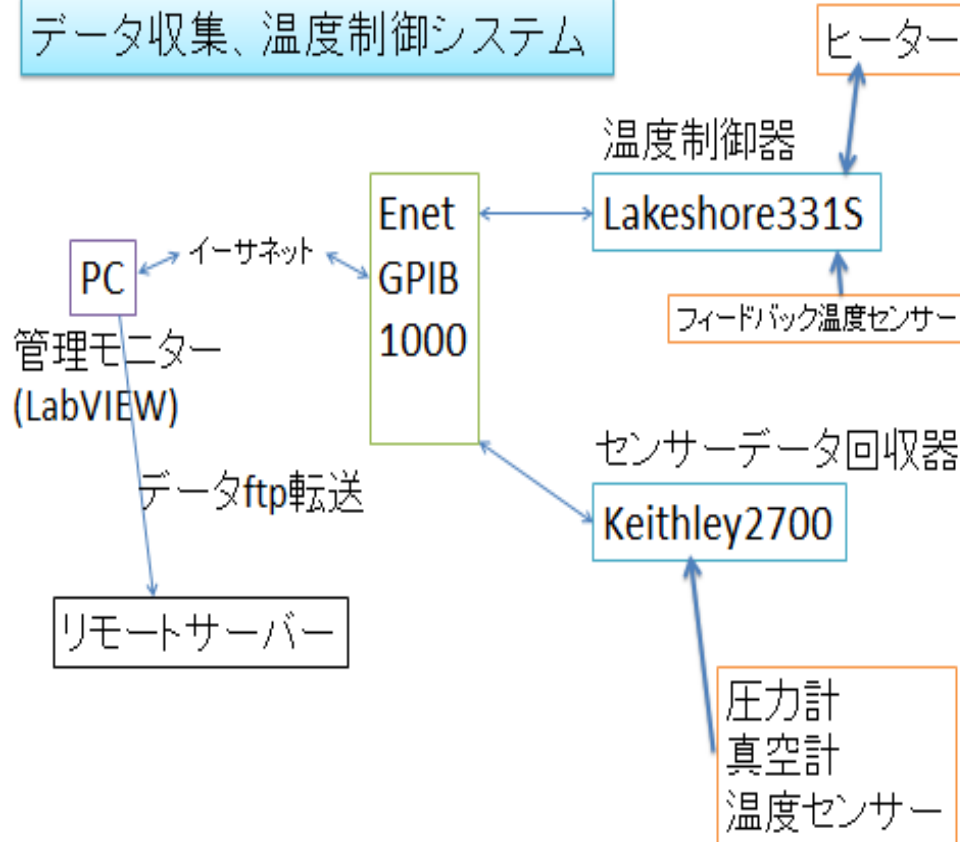 データ収集、温度制御システム
ヒーター
温度制御器
Lakeshore331S
Enet
GPIB
1000
イーサネット
PC
管理モニター
(LabVIEW)
フィードバック温度センサー
データftp転送
センサーデータ回収器
Keithley2700
リモートサーバー
圧力計
真空計
温度センサー